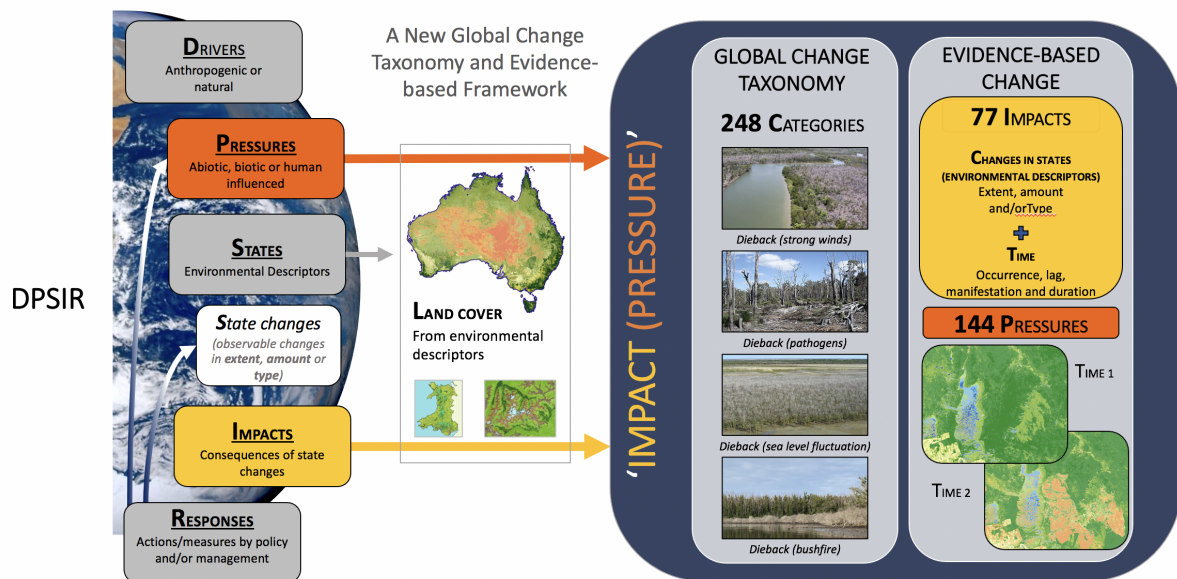 DPSIR
DRIVERS
Anthropogenic or
natural
PRESSURES
Abiotic, biotic or human
influenced
STATES
Environmental Descriptors
State changes
(observable changes
in extent, amount or
type)
IMPACTS
Consequences of state
changes
RESPONSES
Actions/measures by policy
and/or management
A New Global Change
Taxonomy and Evidence-
based Framework
LAND COVER
From environmental
descriptors
‘IMPACT (PRESSURE)’
GLOBAL CHANGE
TAXONOMY
248 CATEGORIES
Dieback (strong winds)
Dieback (pathogens)
Dieback (sea level fluctuation)
Dieback (bushfire)
EVIDENCE-BASED
CHANGE
77 IMPACTS
CHANGES IN STATES
(ENVIRONMENTAL DESCRIPTORS)
Extent, amount
and/orType
TIME
Occurrence, lag,
manifestation and duration
144 PRESSURES
TIME 1
TIME 2